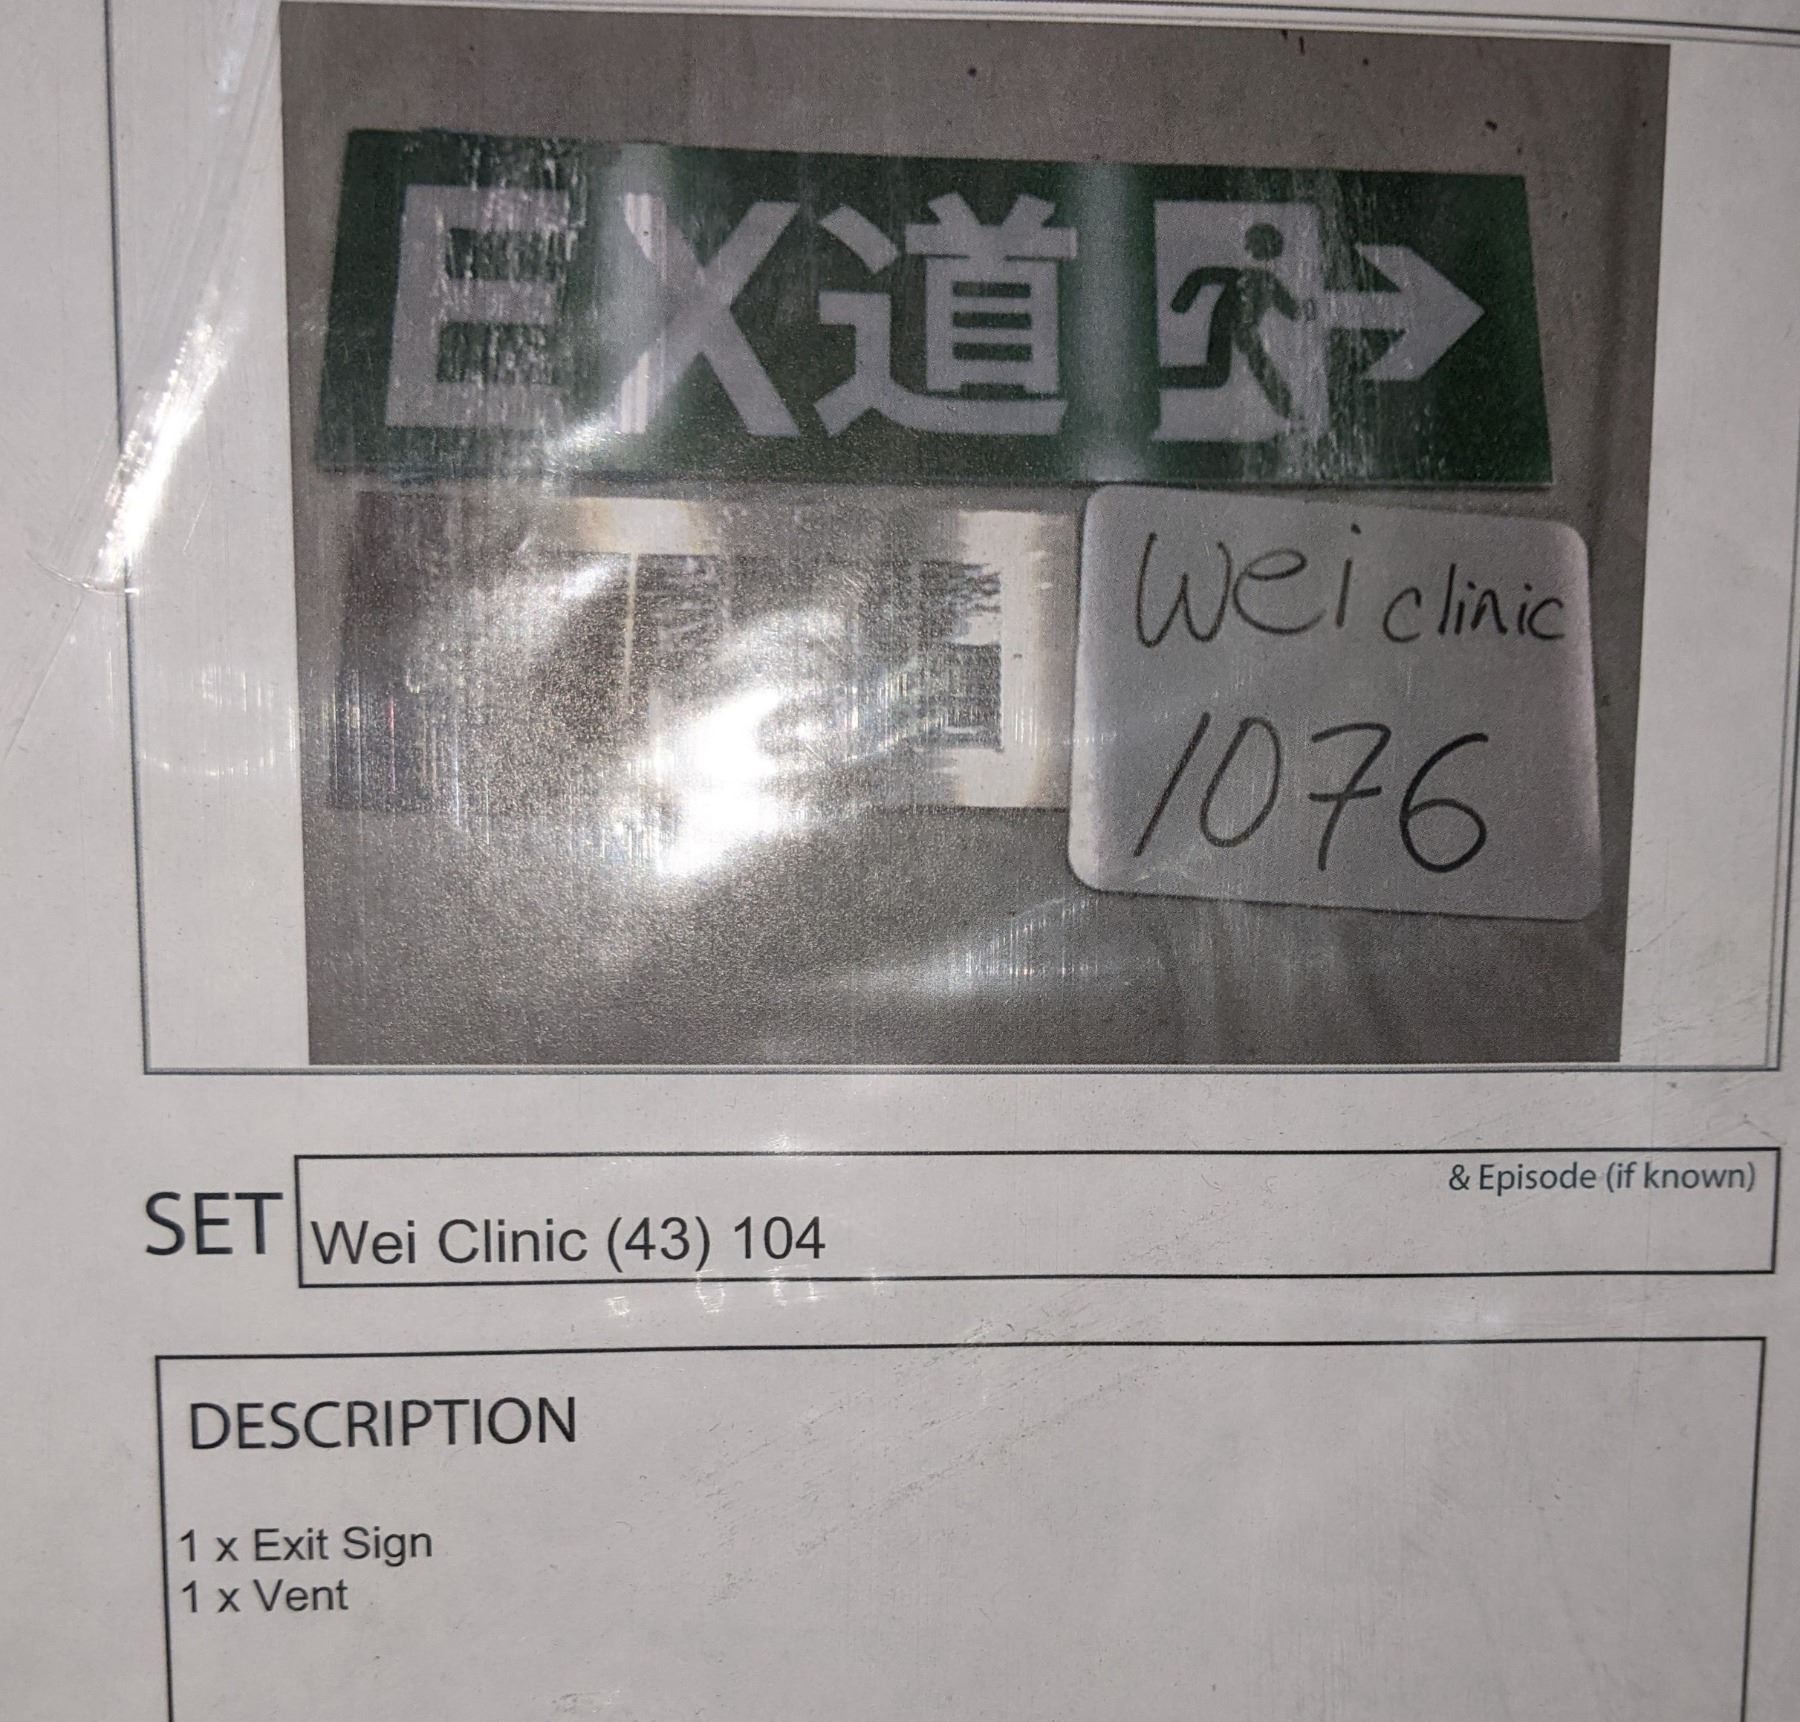 EX道
wei clinic
1076
& Episode (if known)
SET
Wei Clinic (43) 104
DESCRIPTION
1 x Exit Sign
1 x Vent